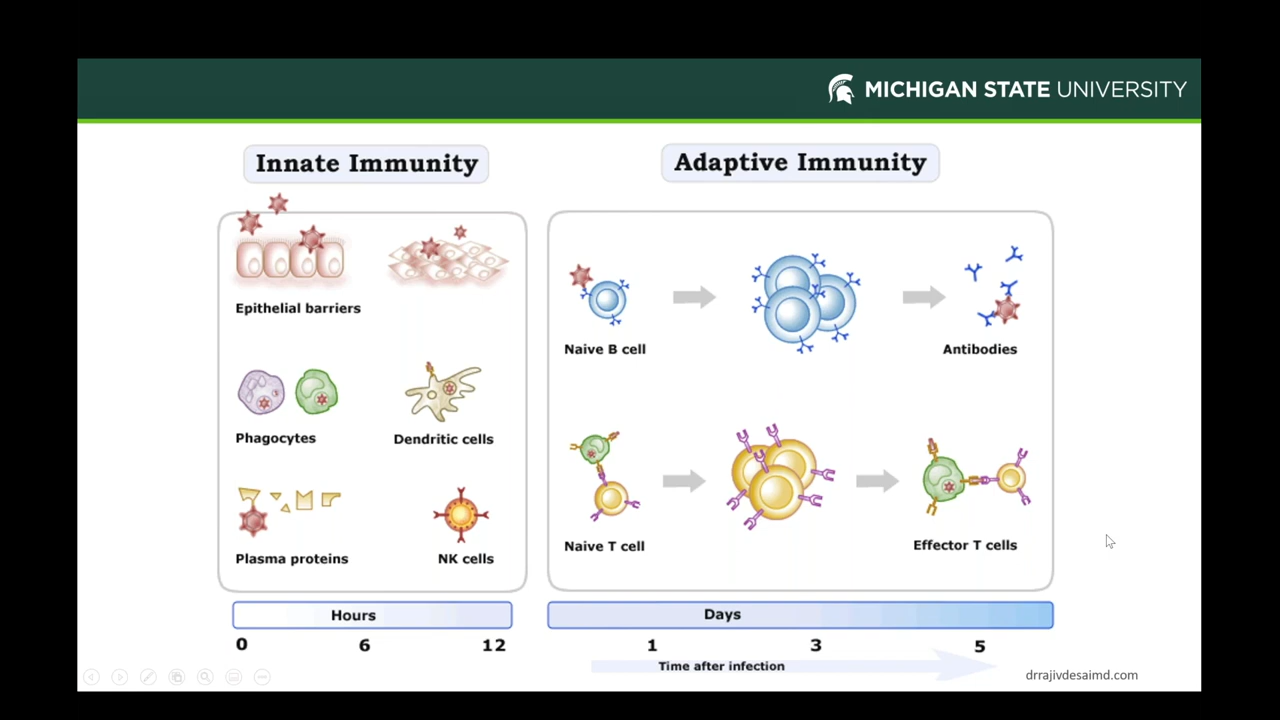 MICHIGAN STATE UNIVERSITY
Innate Immunity
Adaptive Immunity
Epithelial barriers
Phagocytes
Dendritic cells
Plasma proteins
NK cells
Naive B cell
Antibodies
Naive T cell
Effector T cells
Hours
0 6 12
Days
1 3 5
Time after infection
drrajivdesaimd.com